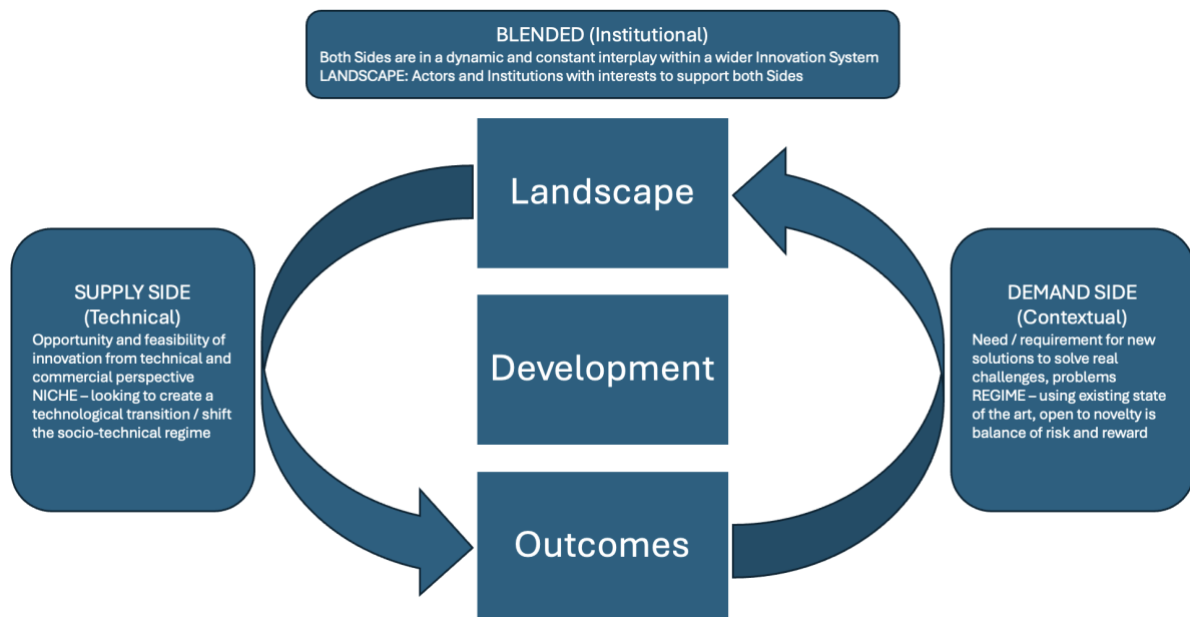 BLENDED (Institutional)
Both Sides are in a dynamic and constant interplay within a wider Innovation System
LANDSCAPE: Actors and Institutions with interests to support both Sides
Landscape
SUPPLY SIDE
(Technical)
Opportunity and feasibility of
innovation from technical and
commercial perspective
NICHE – looking to create a
technological transition / shift
the socio-technical regime
Development
DEMAND SIDE
(Contextual)
Need / requirement for new
solutions to solve real
challenges, problems
REGIME – using existing state
of the art, open to novelty is
balance of risk and reward
Outcomes